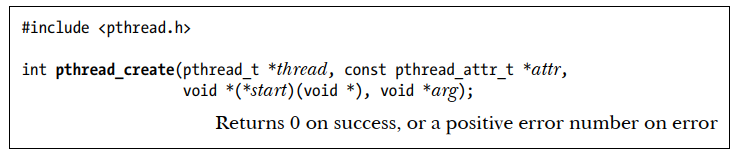 #include <pthread.h>
int pthread_create(pthread_t *thread, const pthread_attr_t *attr,
void *(*start)(void *), void *arg);
Returns 0 on success, or a positive error number on error